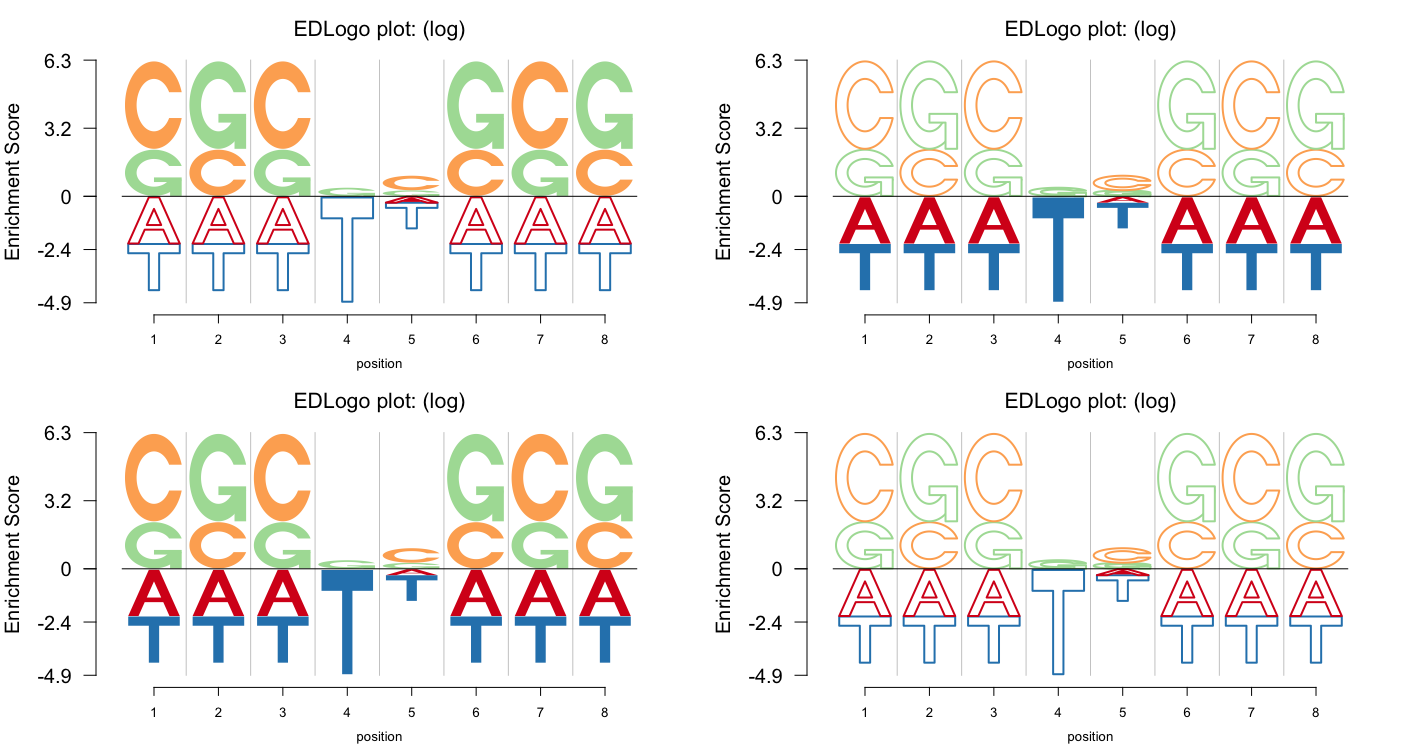 EDLogo plot: (log)
Enrichment Score
6.3
3.2
0
-2.4
-4.9
C G C G C G
G C G G C C G C
A A A T A T A A A
T T T T T T
1 2 3 4 5 6 7 8
position
EDLogo plot: (log)
Enrichment Score
6.3
3.2
0
-2.4
-4.9
C G C G C G
G C G G C G C G C
A A A T A T A A A
T T T T T T
1 2 3 4 5 6 7 8
position
EDLogo plot: (log)
Enrichment Score
6.3
3.2
0
-2.4
-4.9
C G C G C G
G C G G C G C G C
A A A T A T A A A
T T T T T T
1 2 3 4 5 6 7 8
position
EDLogo plot: (log)
Enrichment Score
6.3
3.2
0
-2.4
-4.9
C G C G C G
G C G G C G C G C
A A A T A T A A A
T T T T T T
1 2 3 4 5 6 7 8
position